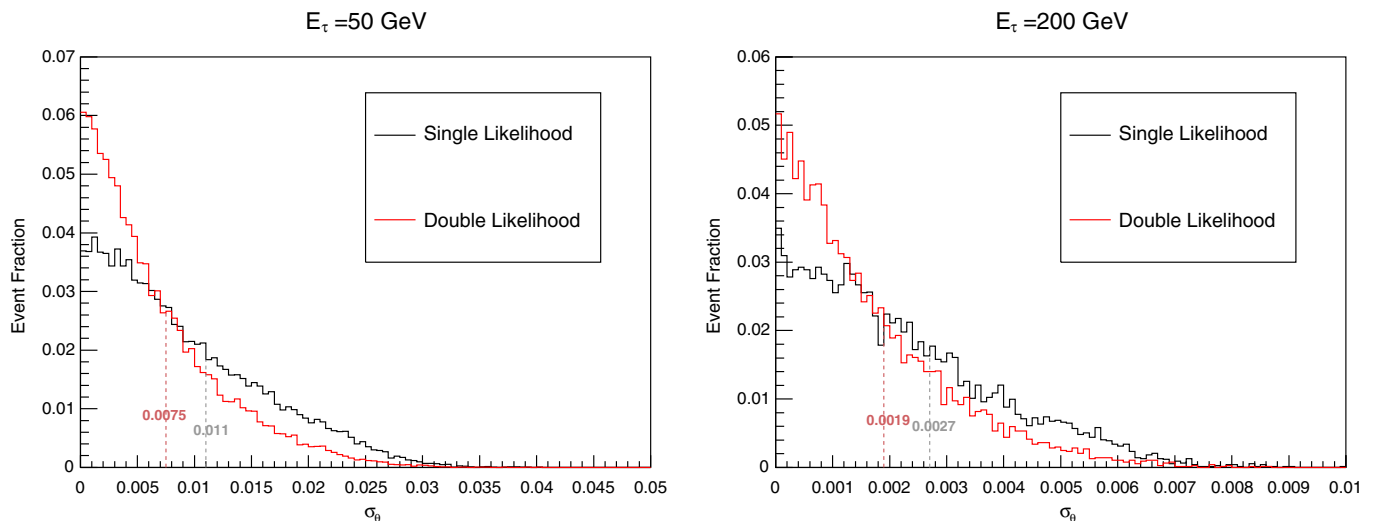 E_τ =50 GeV
Event Fraction
0.07
0.06
0.05
0.04
0.03
0.02
0.01
0
Single Likelihood
Double Likelihood
0.0075
0.011
0 0.005 0.01 0.015 0.02 0.025 0.03 0.035 0.04 0.045 0.05
σ_θ
E_τ =200 GeV
Event Fraction
0.06
0.05
0.04
0.03
0.02
0.01
0
Single Likelihood
Double Likelihood
0.0019
0.0027
0 0.001 0.002 0.003 0.004 0.005 0.006 0.007 0.008 0.009 0.01
σ_θ